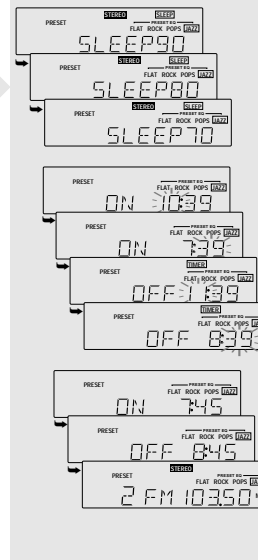 STEREO SLEEP
PRESET PRESET EQ
FLAT ROCK POPS JAZZ
SLEEP90
STEREO SLEEP
PRESET PRESET EQ
FLAT ROCK POPS JAZZ
SLEEP80
STEREO SLEEP
PRESET PRESET EQ
FLAT ROCK POPS JAZZ
SLEEP70
PRESET PRESET EQ
FLAT ROCK POPS JAZZ
ON 10:39
PRESET PRESET EQ
FLAT ROCK POPS JAZZ
ON 7:39
TIMER
PRESET PRESET EQ
FLAT ROCK POPS JAZZ
OFF 11:39
TIMER
PRESET PRESET EQ
FLAT ROCK POPS
OFF 8:39
PRESET PRESET EQ
FLAT ROCK POPS JAZZ
ON 7:45
PRESET PRESET EQ
FLAT ROCK POPS JAZZ
OFF 8:45
STEREO
PRESET PRESET EQ
FLAT ROCK POPS
2 FM 103.50